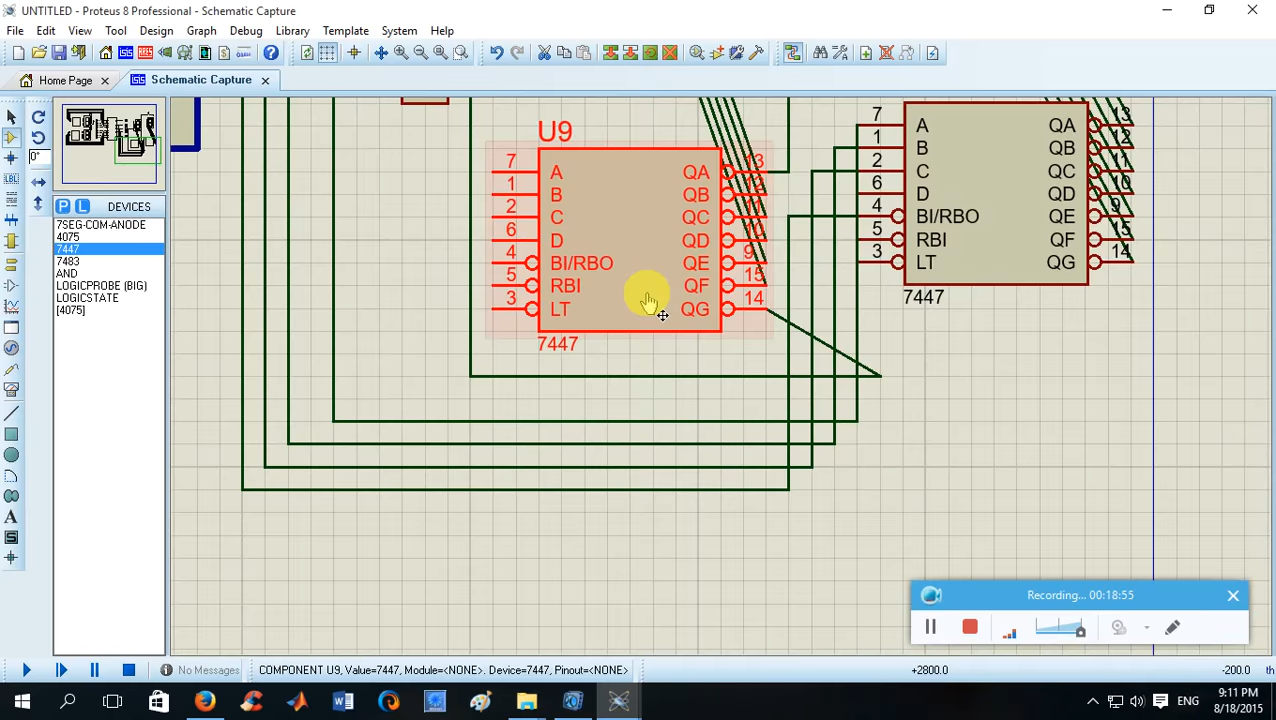 UNTITLED - Proteus 8 Professional - Schematic Capture
File Edit View Tool Design Graph Debug Library Template System Help
Home Page
Schematic Capture
0°
LBL
A
P L DEVICES
7SEG-COM-ANODE
4075
7447
7483
AND
LOGICPROBE (BIG)
LOGICSTATE
[4075]
U9
7 A QA 13
1 B QB 12
2 C QC 11
6 D QD 10
4 BI/RBO QE 9
5 RBI QF 15
3 LT QG 14
7447
7 A QA 13
1 B QB 12
2 C QC 11
6 D QD 10
4 BI/RBO QE 9
5 RBI QF 15
3 LT QG 14
7447
Recording... 00:18:55
No Messages
COMPONENT U9, Value=7447, Module=<NONE>. Device=7447, Pinout=<NONE>
+2800.0
-200.0
th
ENG
9:11 PM
8/18/2015